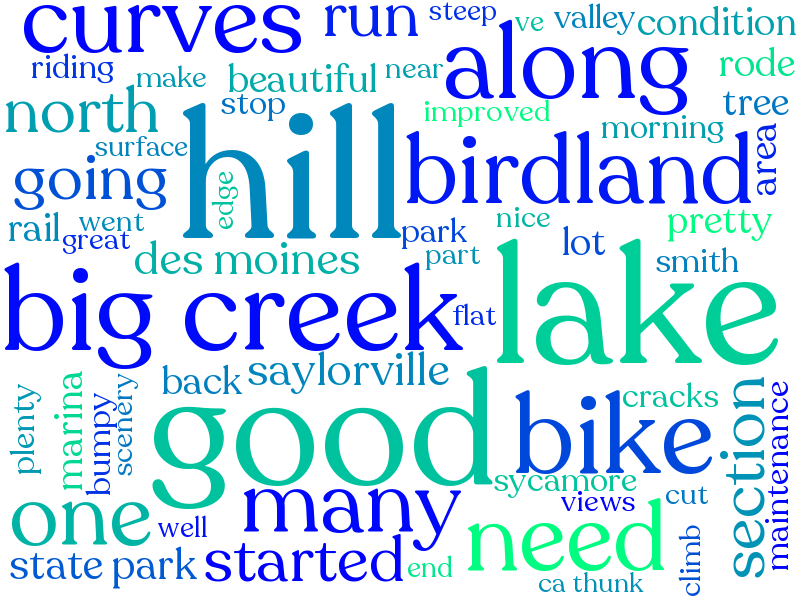 curves
run
steep
ve
valley
condition
riding
make
beautiful
near
along
rode
north
stop
improved
tree
surface
hill
morning
going
edge
birdland
area
rail
went
great
park
nice
lot
pretty
des moines
part
smith
big creek
flat
lake
back
saylorville
plenty
marina
bumpy
scenery
good
bike
cracks
section
maintenance
sycamore
one
well
many
views
cut
need
state park
started
end
ca thunk
climb